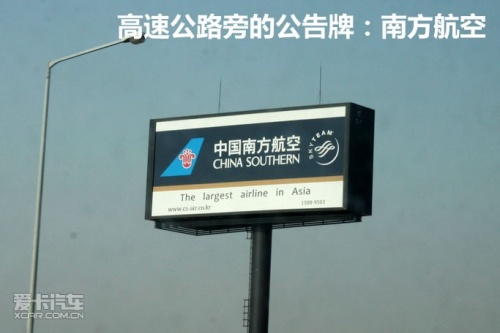 高速公路旁的公告牌：南方航空
中国南方航空
CHINA SOUTHERN
SKYTEAM
The largest airline in Asia
www.cs-air.co.kr
1588-9503
爱卡汽车
XCAR.COM.CN